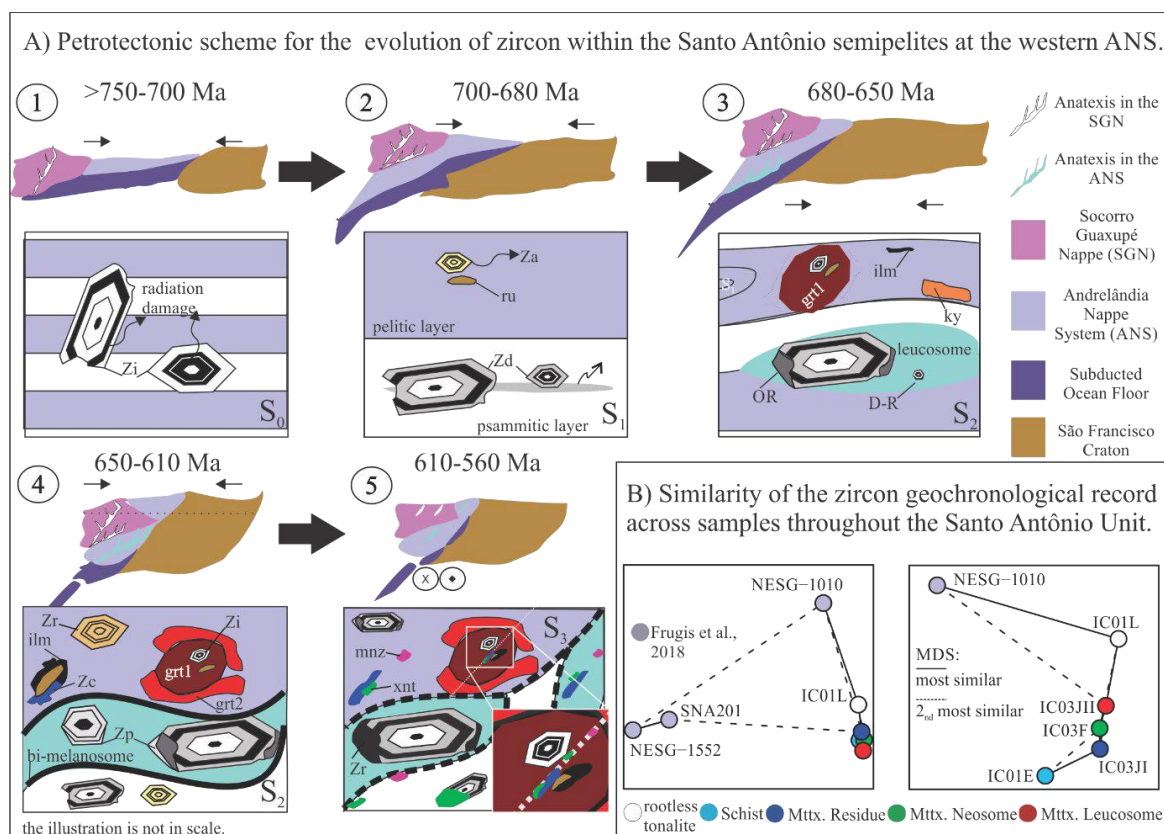 A) Petrotectonic scheme for the evolution of zircon within the Santo Antônio semipelites at the western ANS.
1
>750-700 Ma
2
700-680 Ma
3
680-650 Ma
Anatexis in the
SGN
Anatexis in the
ANS
Socorro
Guaxupé
Nappe (SGN)
Andrelândia
Nappe
System (ANS)
Subducted
Ocean Floor
São Francisco
Craton
radiation
damage
Zi
S0
Za
ru
pelitic layer
Zd
psammitic layer
S1
S1
ilm
grt1
ky
leucosome
OR
D-R
S2
4
650-610 Ma
5
610-560 Ma
Zr
Zi
ilm
grt1
Zc
grt2
Zp
bi-melanosome
S2
S3
mnz
xnt
Zr
the illustration is not in scale.
B) Similarity of the zircon geochronological record
across samples throughout the Santo Antônio Unit.
NESG-1010
Frugis et al.,
2018
IC01L
SNA201
NESG-1552
NESG-1010
IC01L
MDS:
most similar
2nd most similar
IC03JII
IC03F
IC03JI
IC01E
rootless
tonalite
Schist
Mttx. Residue
Mttx. Neosome
Mttx. Leucosome